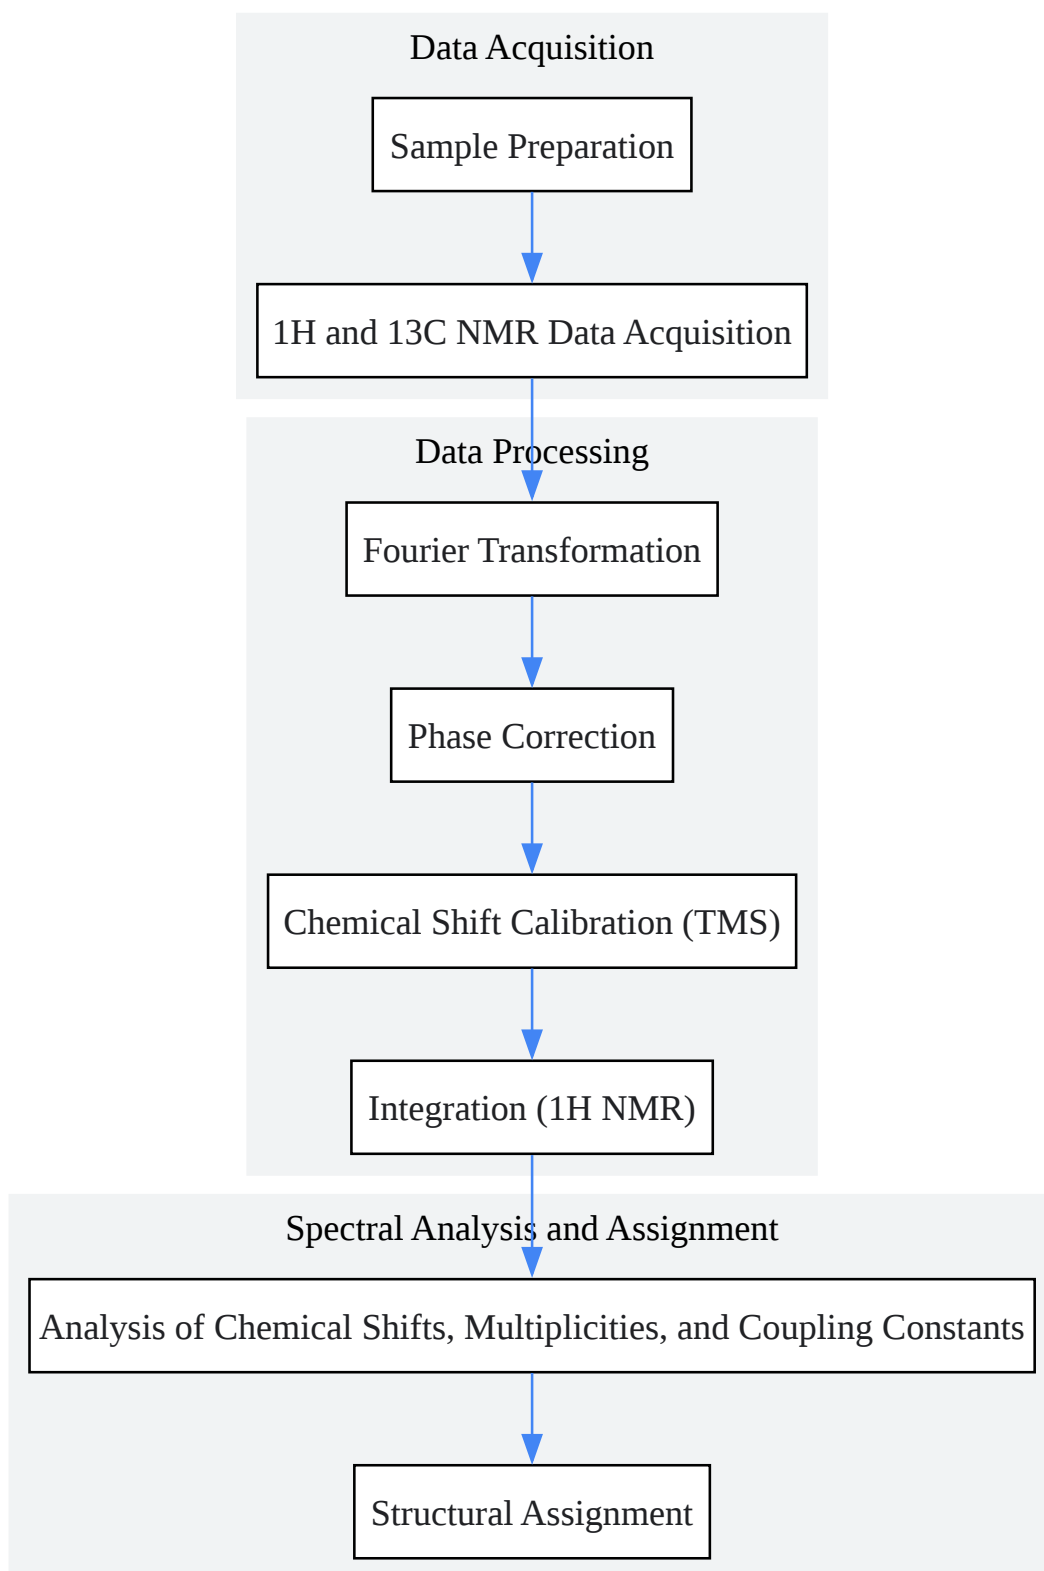 Data Acquisition
Sample Preparation
1H and 13C NMR Data Acquisition
Data Processing
Fourier Transformation
Phase Correction
Chemical Shift Calibration (TMS)
Integration (1H NMR)
Spectral Analysis and Assignment
Analysis of Chemical Shifts, Multiplicities, and Coupling Constants
Structural Assignment